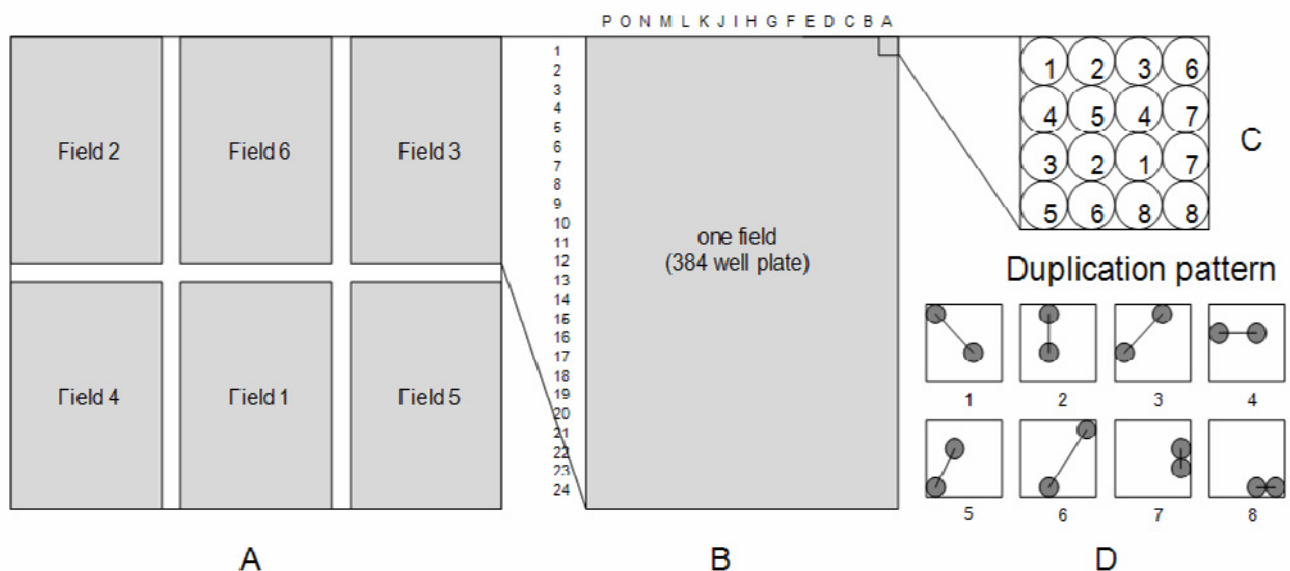 P O N M L K J I H G F E D C B A
Field 2
Field 6
Field 3
Field 4
Field 1
Field 5
A
1
2
3
4
5
6
7
8
9
10
11
12
13
14
15
16
17
18
19
20
21
22
23
24
one field
(384 well plate)
B
1 2 3 6
4 5 4 7
3 2 1 7
5 6 8 8
C
Duplication pattern
1 2 3 4
5 6 7 8
D